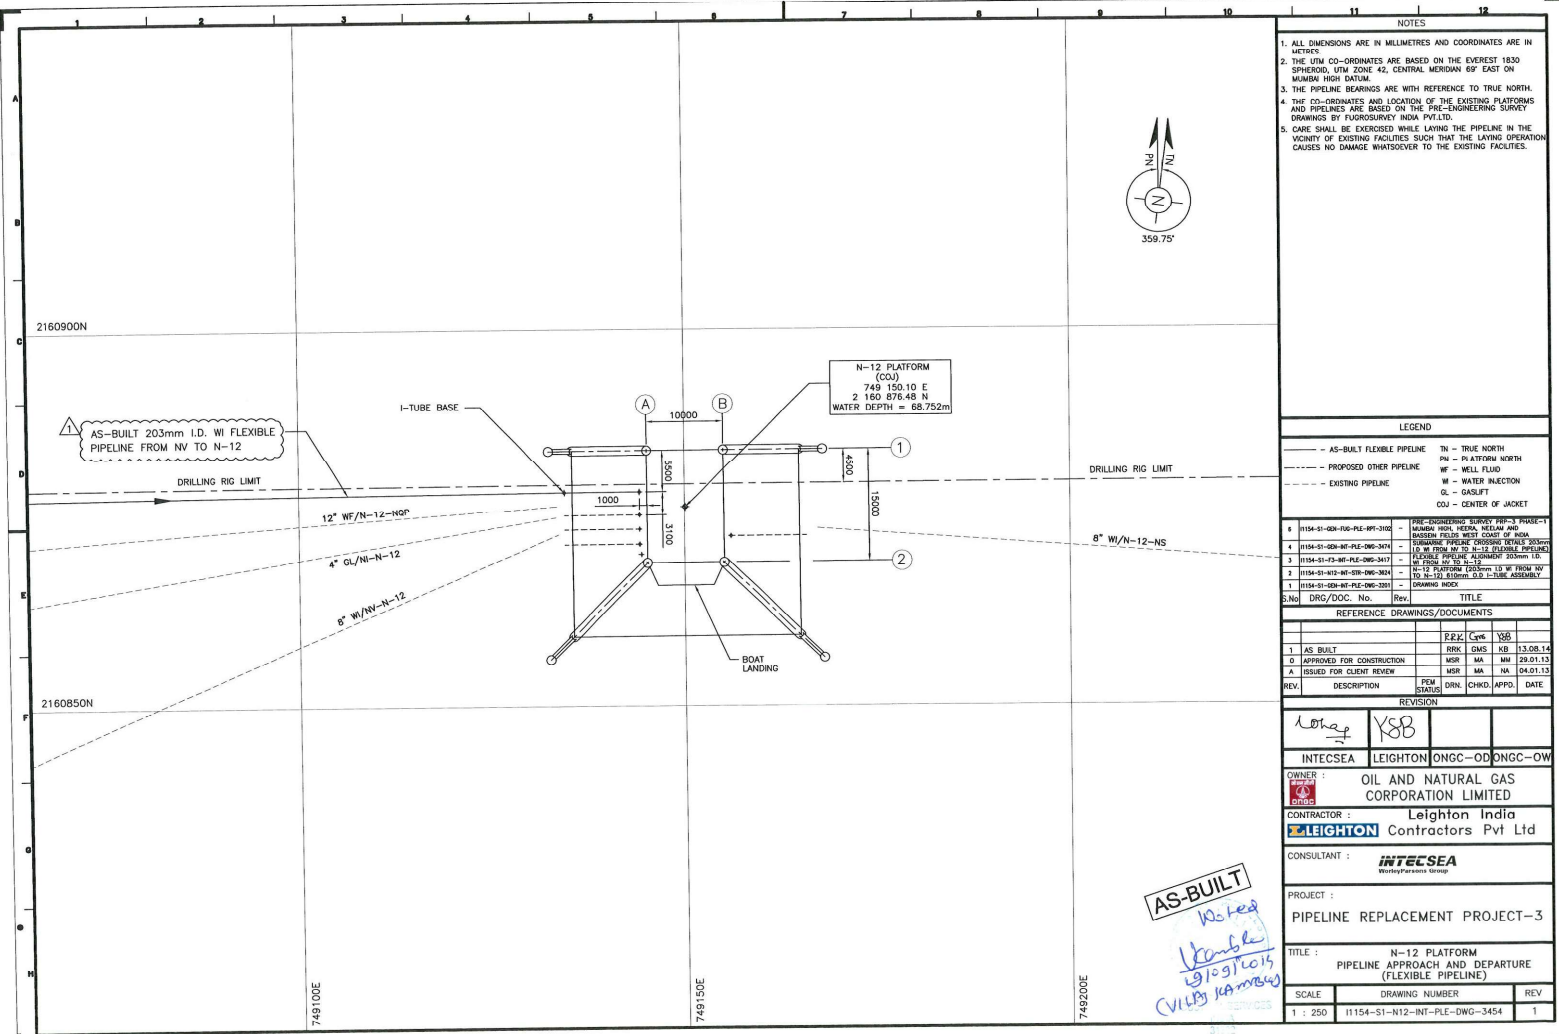 1 2 3 4 5 6 7 8 9 10 11 12
A
B
C
D
E
F
G
H
2160900N
2160850N
749100E
749150E
749200E
PN
TN
N
359.75°
N-12 PLATFORM
(COJ)
749 150.10 E
2 160 876.48 N
WATER DEPTH = 68.752m
I-TUBE BASE
A
B
10000
1
2
1
AS-BUILT 203mm I.D. WI FLEXIBLE
PIPELINE FROM NV TO N-12
DRILLING RIG LIMIT
DRILLING RIG LIMIT
5500
4500
15000
1000
3100
12" WF/N-12-NQP
4" GL/NI-N-12
8" WI/NV-N-12
8" WI/N-12-NS
BOAT
LANDING
AS-BUILT
NOTES
1. ALL DIMENSIONS ARE IN MILLIMETRES AND COORDINATES ARE IN
METRES
2. THE UTM CO-ORDINATES ARE BASED ON THE EVEREST 1830
SPHEROID, UTM ZONE 42, CENTRAL MERIDIAN 69° EAST ON
MUMBAI HIGH DATUM.
3. THE PIPELINE BEARINGS ARE WITH REFERENCE TO TRUE NORTH.
4. THE CO-ORDINATES AND LOCATION OF THE EXISTING PLATFORMS
AND PIPELINES ARE BASED ON THE PRE-ENGINEERING SURVEY
DRAWINGS BY FUGROSURVEY INDIA PVT.LTD.
5. CARE SHALL BE EXERCISED WHILE LAYING THE PIPELINE IN THE
VICINITY OF EXISTING FACILITIES SUCH THAT THE LAYING OPERATION
CAUSES NO DAMAGE WHATSOEVER TO THE EXISTING FACILITIES.
LEGEND
- AS-BUILT FLEXIBLE PIPELINE
- PROPOSED OTHER PIPELINE
- EXISTING PIPELINE
TN - TRUE NORTH
PN - PLATFORM NORTH
WF - WELL FLUID
WI - WATER INJECTION
GL - GASLIFT
COJ - CENTER OF JACKET
11154-S1-GEN-FUG-PLE-RPT-3102 - PRE-ENGINEERING SURVEY PRP-3 PHASE-1
MUMBAI HIGH, HEERA, NEELAM AND
BASSEIN FIELDS WEST COAST OF INDIA
4 11154-S1-GEN-INT-PLE-DWG-3474 - SUBMARINE PIPELINE CROSSING DETAILS 203mm
I.D WI FROM NV TO N-12 (FLEXIBLE PIPELINE)
3 11154-S1-F3-INT-PLE-DWG-3417 - FLEXIBLE PIPELINE ALIGNMENT 203mm I.D.
WI FROM NV TO N-12
2 11154-S1-N12-INT-STR-DWG-3624 - N-12 PLATFORM (203mm I.D WI FROM NV
TO N-12) 610mm O.D I-TUBE ASSEMBLY
1 11154-S1-GEN-INT-PLE-DWG-3201 - DRAWING INDEX
S.No DRG/DOC. No. Rev. TITLE
REFERENCE DRAWINGS/DOCUMENTS
RRK GMS KSB
1 AS BUILT RRK GMS KB 13.08.14
0 APPROVED FOR CONSTRUCTION MSR MA MM 29.01.13
A ISSUED FOR CLIENT REVIEW MSR MA NA 04.01.13
REV. DESCRIPTION PEM STATUS DRN. CHKD. APPD. DATE
REVISION
KSB
INTECSEA LEIGHTON ONGC-OD ONGC-OW
OWNER :
ONGC
OIL AND NATURAL GAS
CORPORATION LIMITED
CONTRACTOR :
LEIGHTON
Leighton India
Contractors Pvt Ltd
CONSULTANT :
INTECSEA
WorleyParsons Group
PROJECT :
PIPELINE REPLACEMENT PROJECT-3
TITLE :
N-12 PLATFORM
PIPELINE APPROACH AND DEPARTURE
(FLEXIBLE PIPELINE)
SCALE DRAWING NUMBER REV
1 : 250 11154-S1-N12-INT-PLE-DWG-3454 1